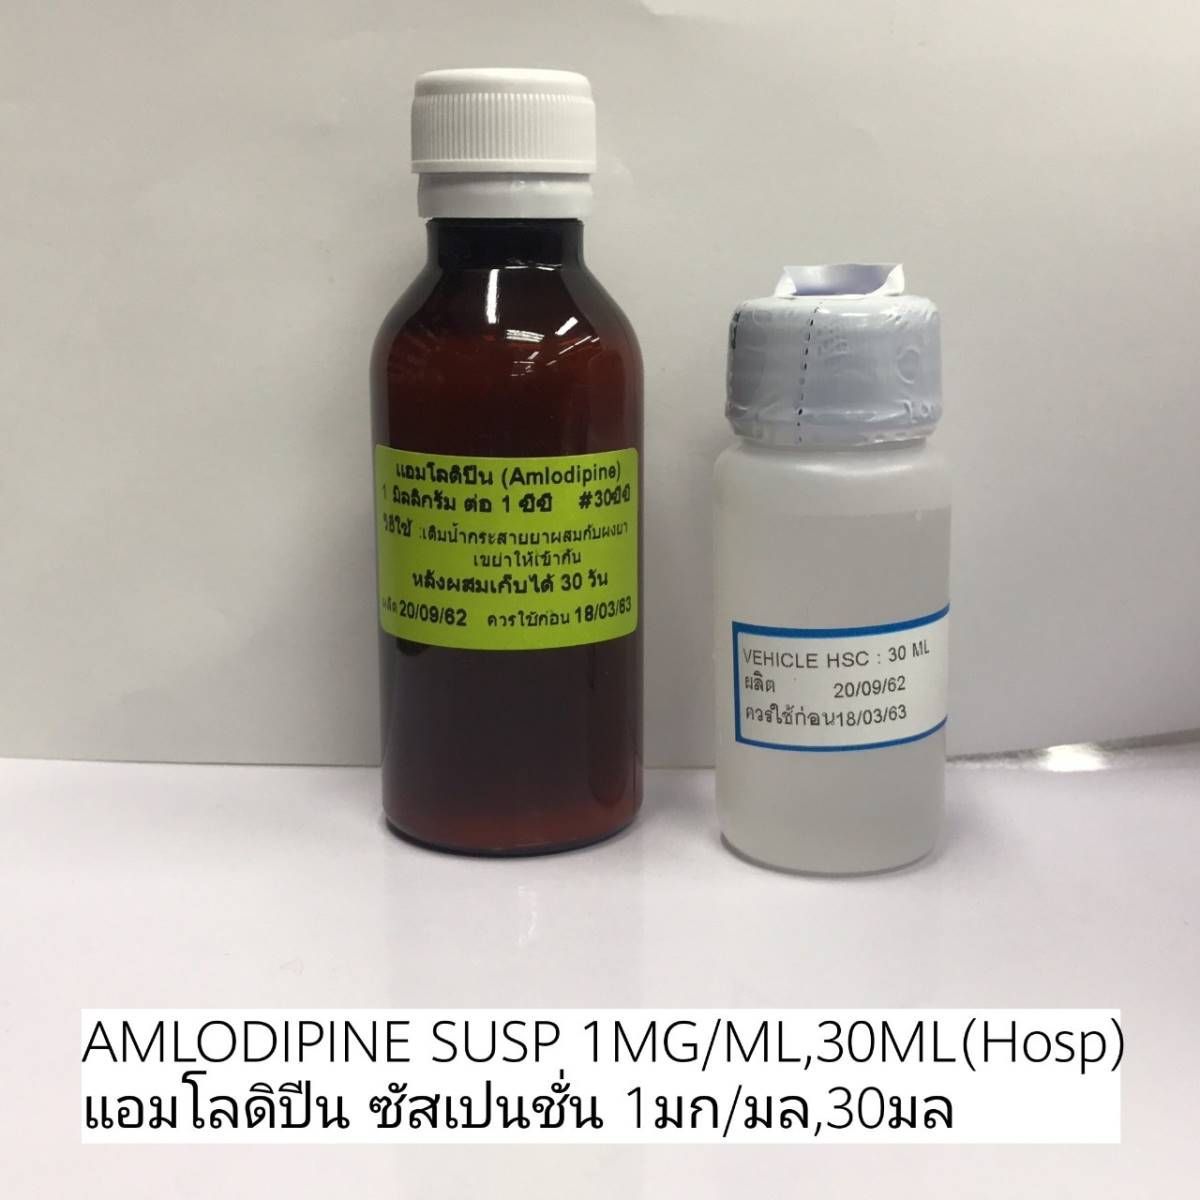 แอมโลดิปีน (Amlodipine)
1 มิลลิกรัม ต่อ 1 ซีซี #30ซีซี
วิธีใช้ :เติมน้ำกระสายยาผสมกับผงยา
เขย่าให้เข้ากัน
หลังผสมเก็บได้ 30 วัน
ผลิต 20/09/62 ควรใช้ก่อน 18/03/63
VEHICLE HSC : 30 ML
ผลิต 20/09/62
ควรใช้ก่อน18/03/63
AMLODIPINE SUSP 1MG/ML,30ML(Hosp)
แอมโลดิปีน ซัสเปนชั่น 1มก/มล,30มล